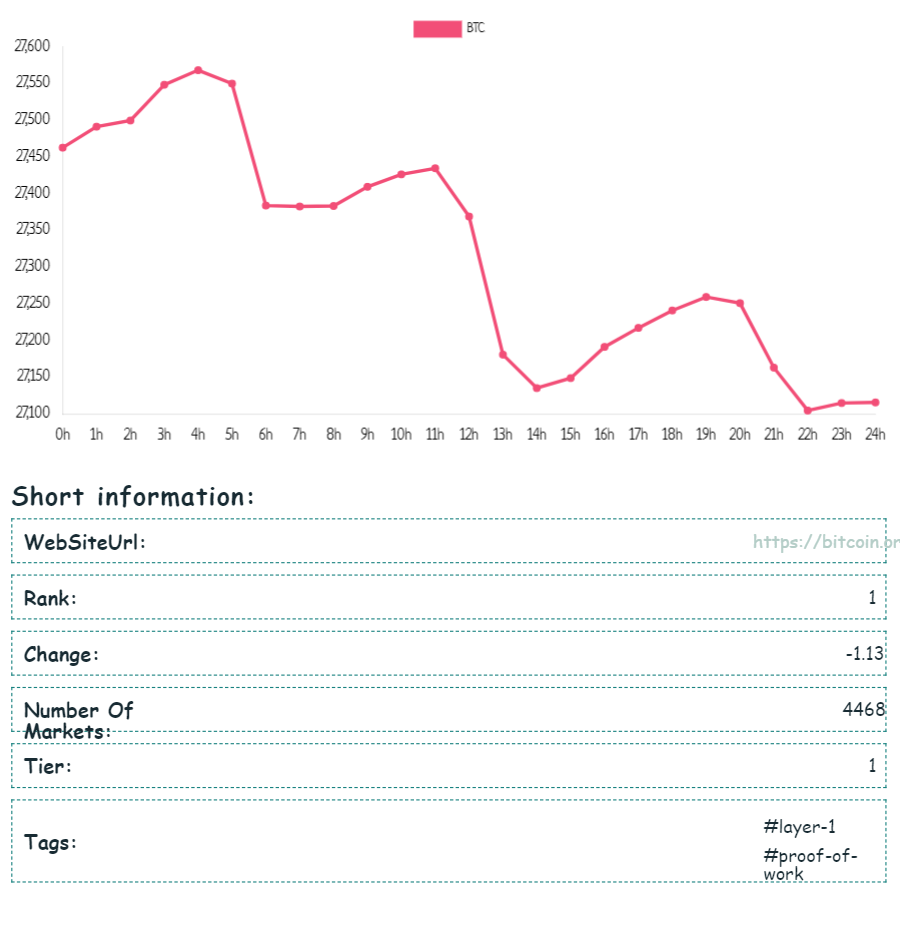 BTC
27,600
27,550
27,500
27,450
27,400
27,350
27,300
27,250
27,200
27,150
27,100
0h 1h 2h 3h 4h 5h 6h 7h 8h 9h 10h 11h 12h 13h 14h 15h 16h 17h 18h 19h 20h 21h 22h 23h 24h
Short information:
WebSiteUrl: https://bitcoin.or
Rank: 1
Change: -1.13
Number Of 4468
Markets:
Tier: 1
Tags:
#layer-1
#proof-of-
work